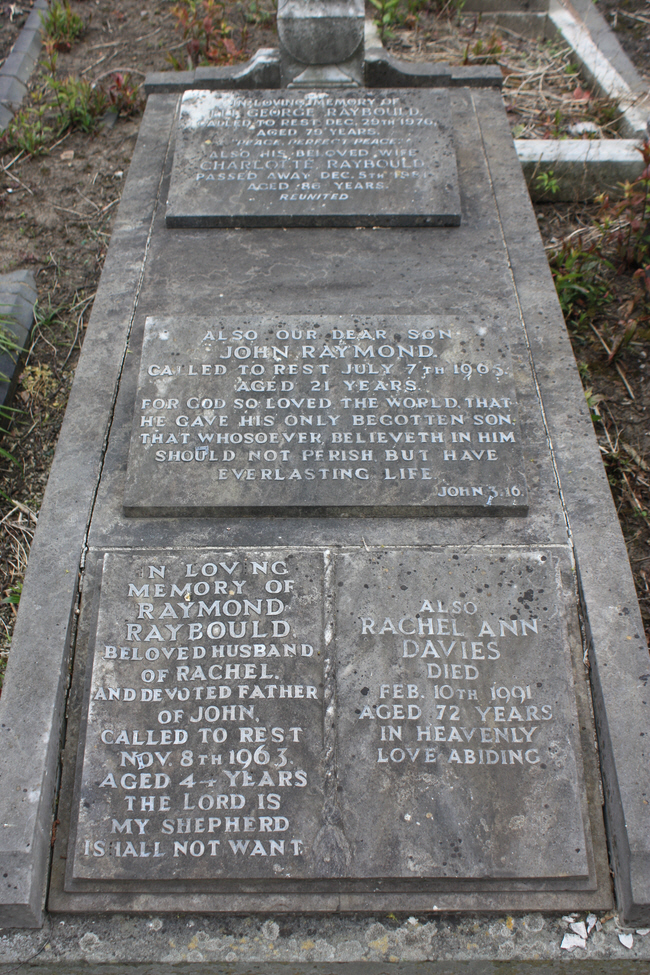 IN LOVING MEMORY OF
GEORGE RAYBOULD.
CALLED TO REST DEC. 29TH 1976,
AGED 79 YEARS.
"PEACE, PERFECT PEACE."
ALSO HIS BELOVED WIFE
CHARLOTTE RAYBOULD
PASSED AWAY DEC. 5TH
AGED 86 YEARS.
REUNITED
ALSO OUR DEAR SON
JOHN RAYMOND.
CALLED TO REST JULY 7TH 1965.
AGED 21 YEARS.
FOR GOD SO LOVED THE WORLD, THAT
HE GAVE HIS ONLY BEGOTTEN SON,
THAT WHOSOEVER, BELIEVETH IN HIM
SHOULD NOT PERISH, BUT HAVE
EVERLASTING LIFE.
JOHN 3.16.
IN LOVING
MEMORY OF
RAYMOND
RAYBOULD,
BELOVED HUSBAND
OF RACHEL,
AND DEVOTED FATHER
OF JOHN,
CALLED TO REST
NOV. 8TH 1963.
AGED 44 YEARS
THE LORD IS
MY SHEPHERD
I SHALL NOT WANT
ALSO
RACHEL ANN
DAVIES
DIED
FEB. 10TH 1991
AGED 72 YEARS
IN HEAVENLY
LOVE ABIDING